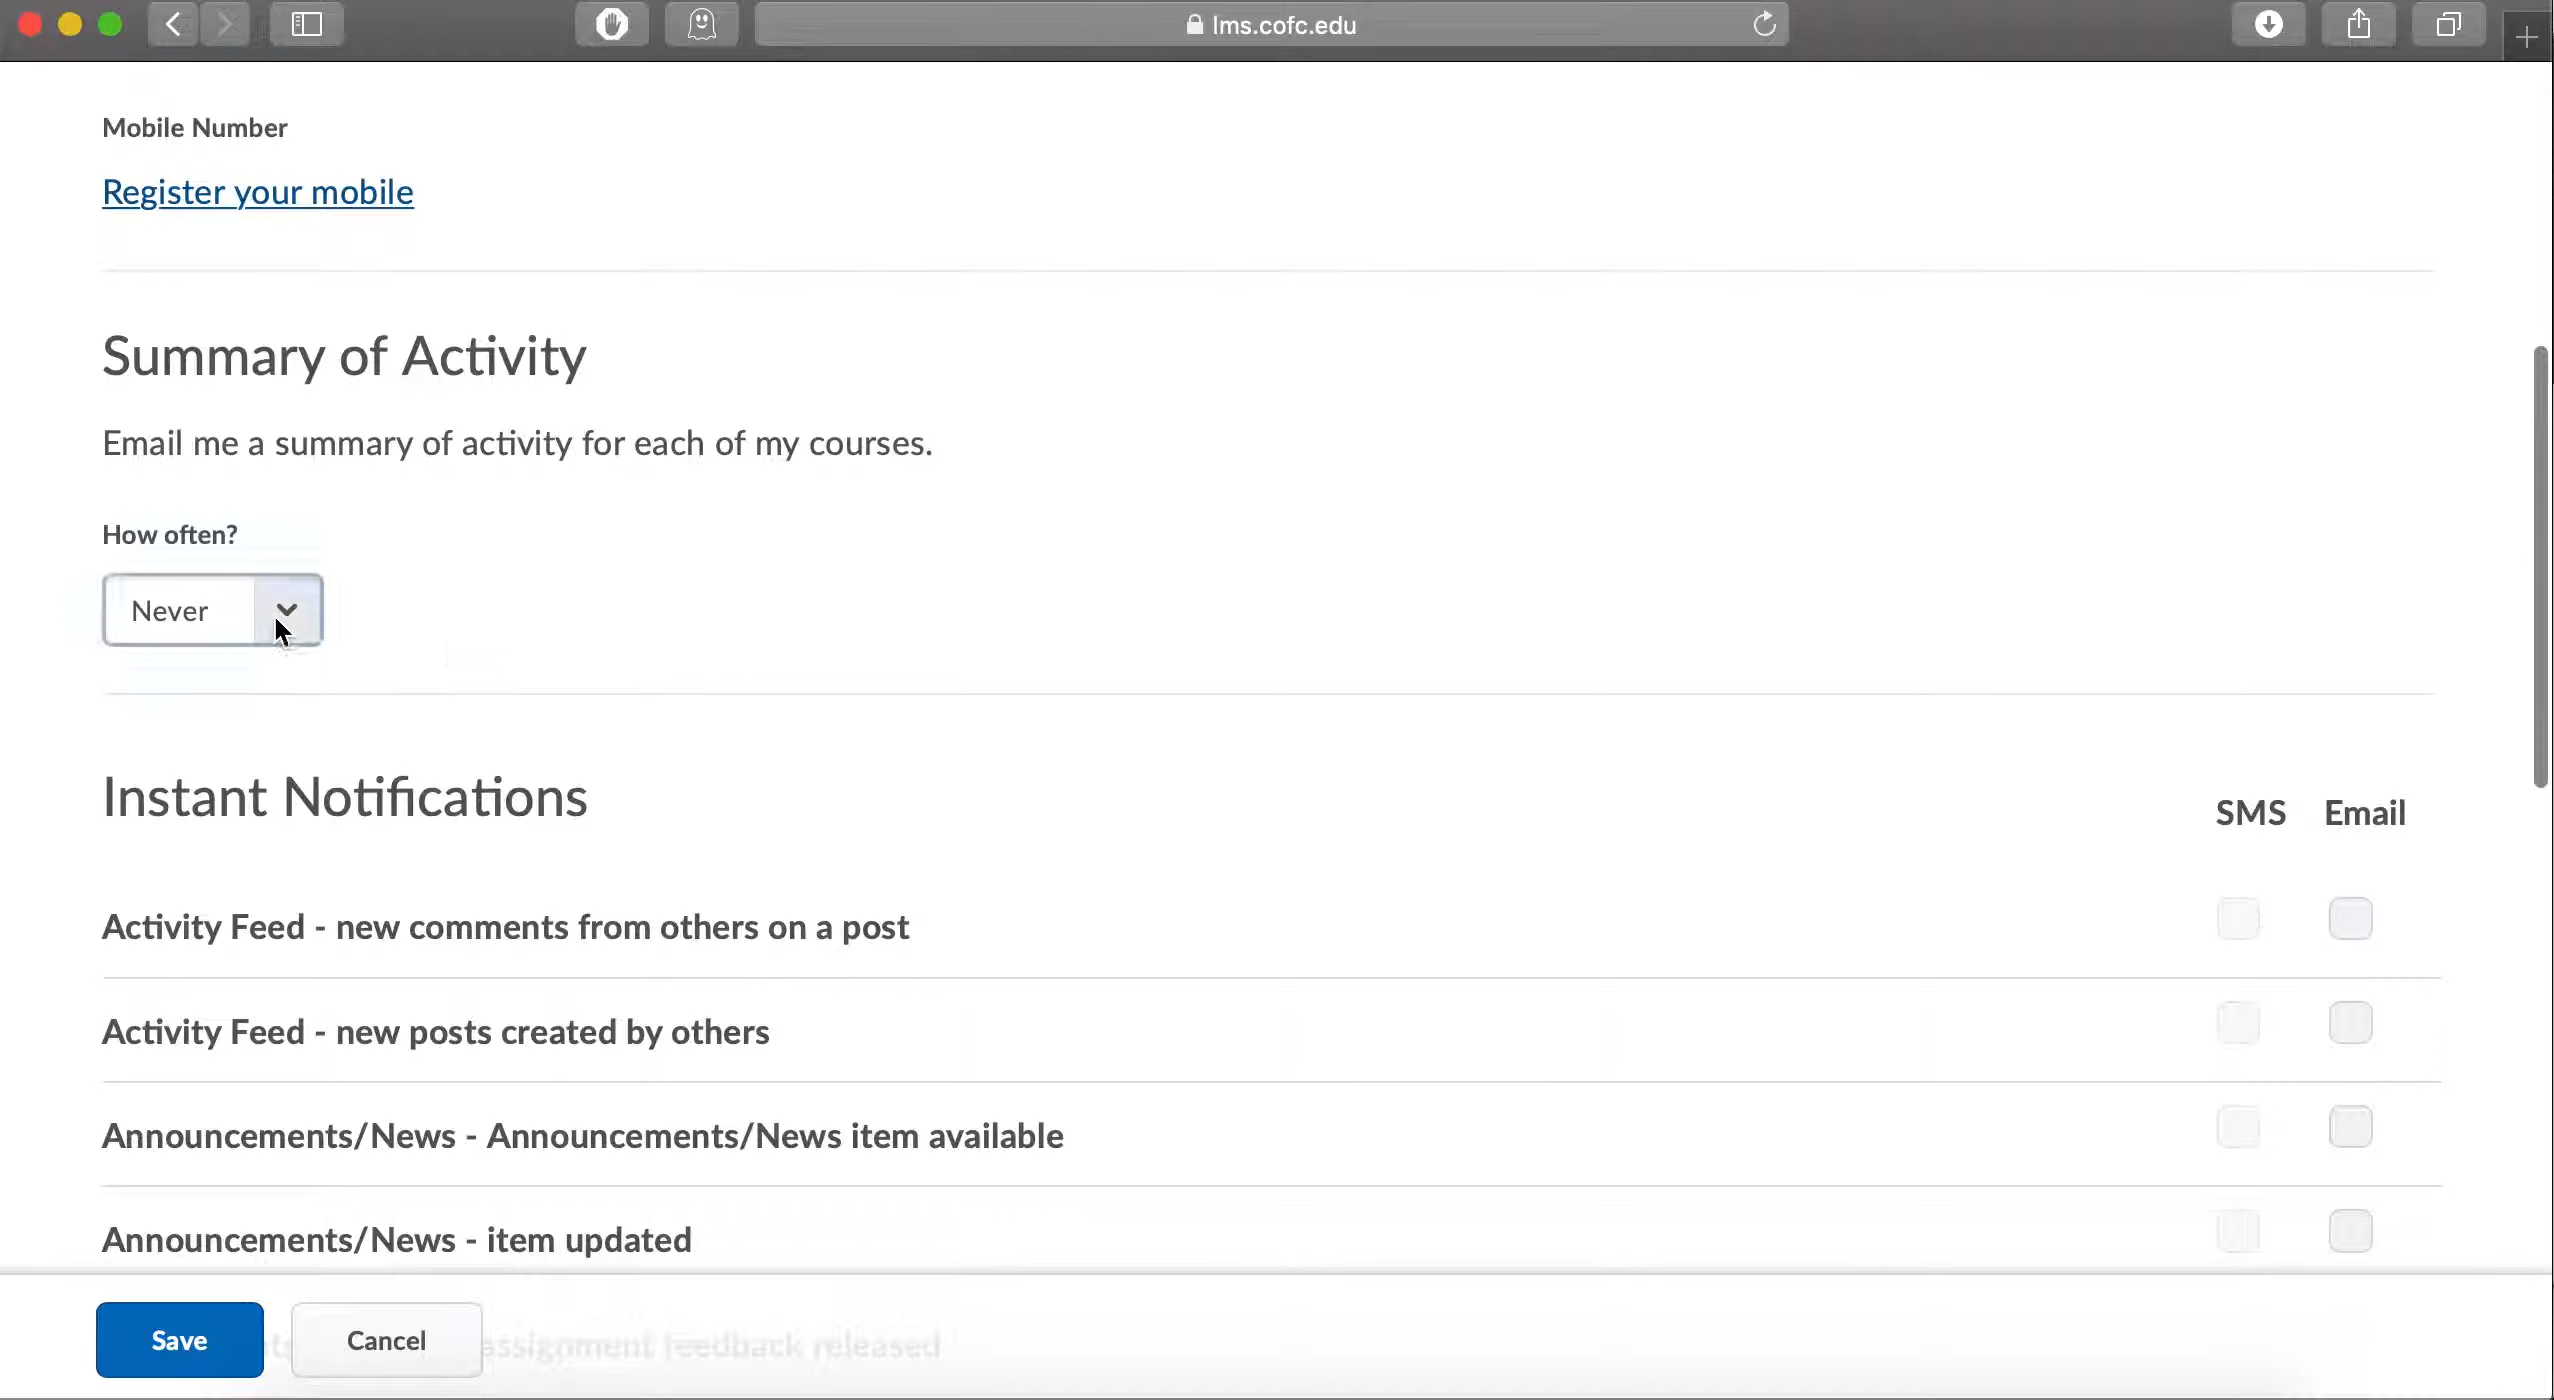 lms.cofc.edu
Mobile Number
Register your mobile
Summary of Activity
Email me a summary of activity for each of my courses.
How often?
Never
Instant Notifications
SMS Email
Activity Feed - new comments from others on a post
Activity Feed - new posts created by others
Announcements/News - Announcements/News item available
Announcements/News - item updated
Save Cancel
assignment feedback released